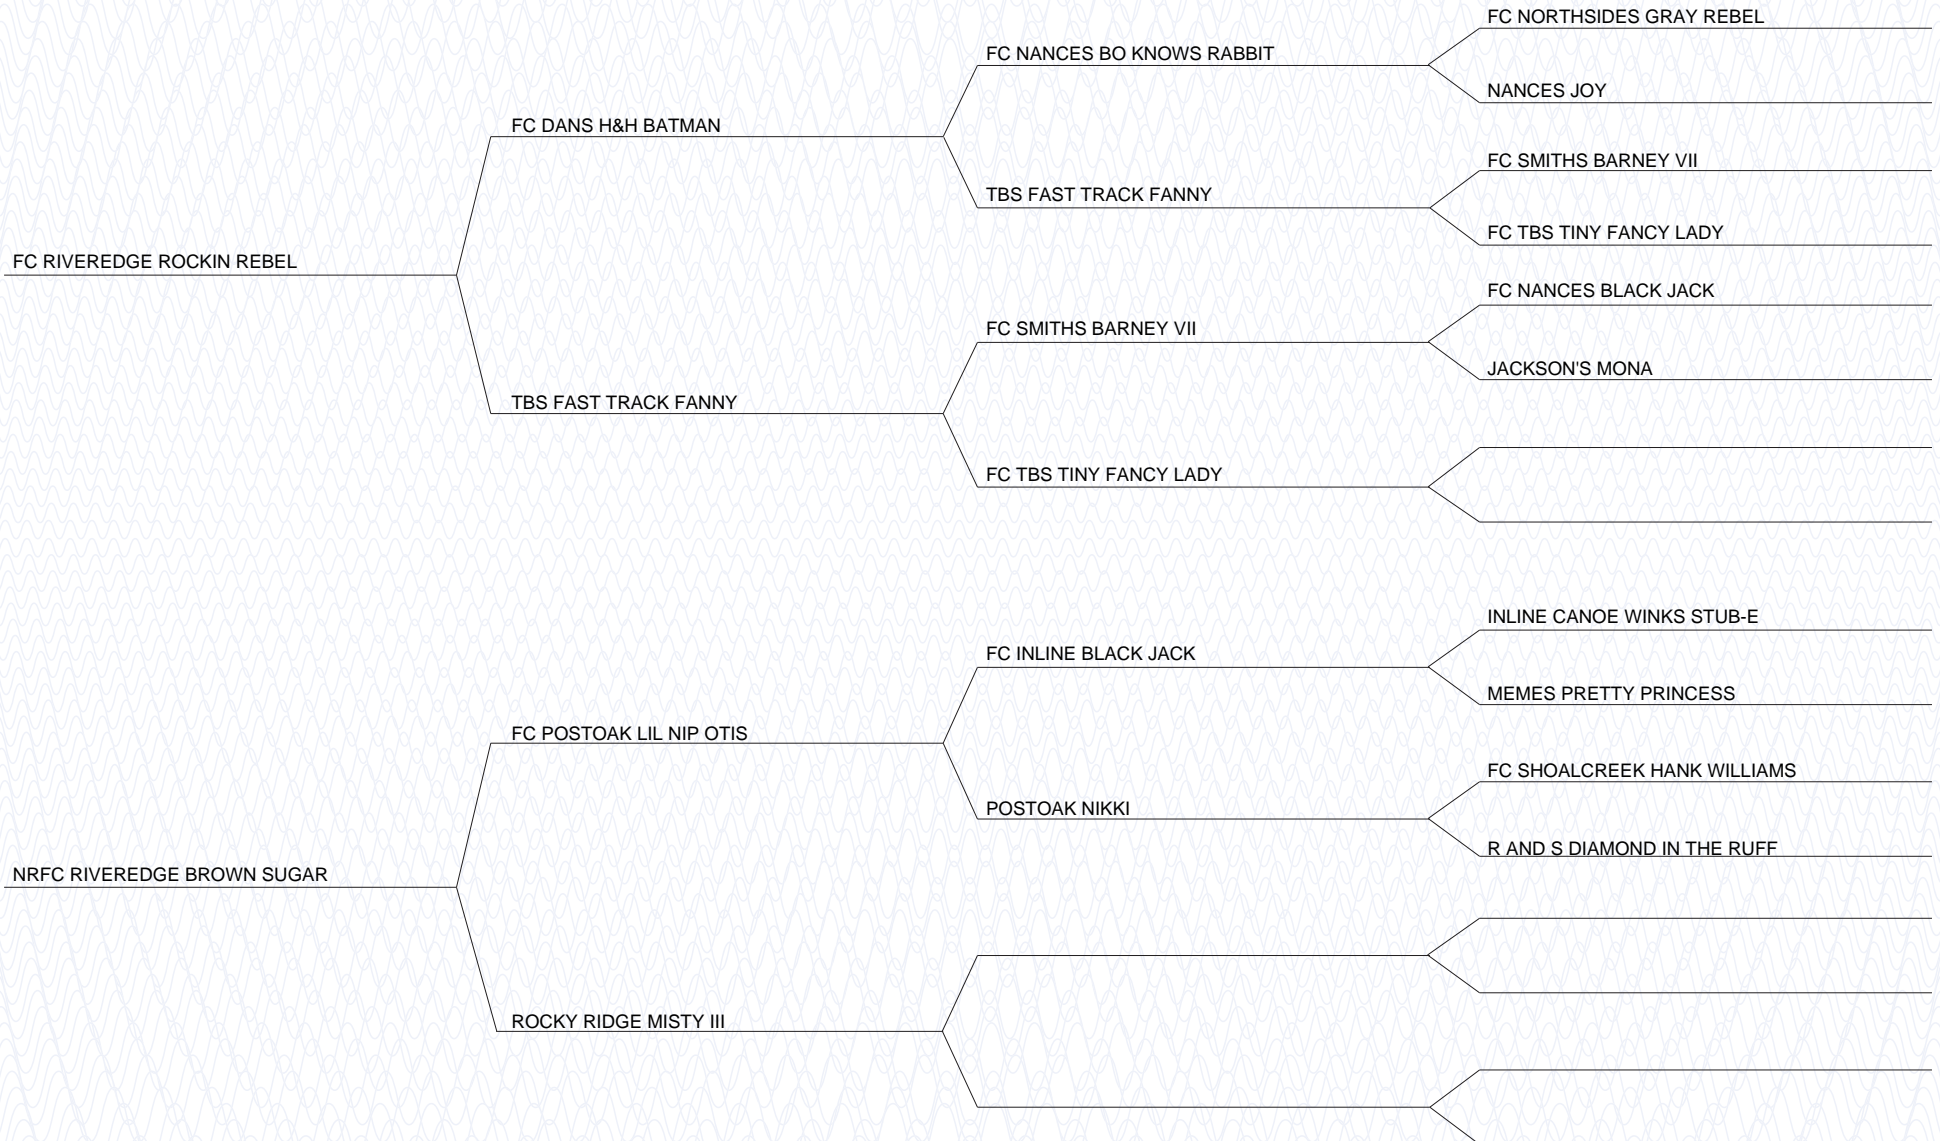 FC NORTHSIDES GRAY REBEL
FC NANCES BO KNOWS RABBIT
NANCES JOY
FC DANS H&H BATMAN
FC SMITHS BARNEY VII
TBS FAST TRACK FANNY
FC TBS TINY FANCY LADY
FC RIVEREDGE ROCKIN REBEL
FC NANCES BLACK JACK
FC SMITHS BARNEY VII
JACKSON'S MONA
TBS FAST TRACK FANNY
FC TBS TINY FANCY LADY
INLINE CANOE WINKS STUB-E
FC INLINE BLACK JACK
MEMES PRETTY PRINCESS
FC POSTOAK LIL NIP OTIS
FC SHOALCREEK HANK WILLIAMS
POSTOAK NIKKI
R AND S DIAMOND IN THE RUFF
NRFC RIVEREDGE BROWN SUGAR
ROCKY RIDGE MISTY III